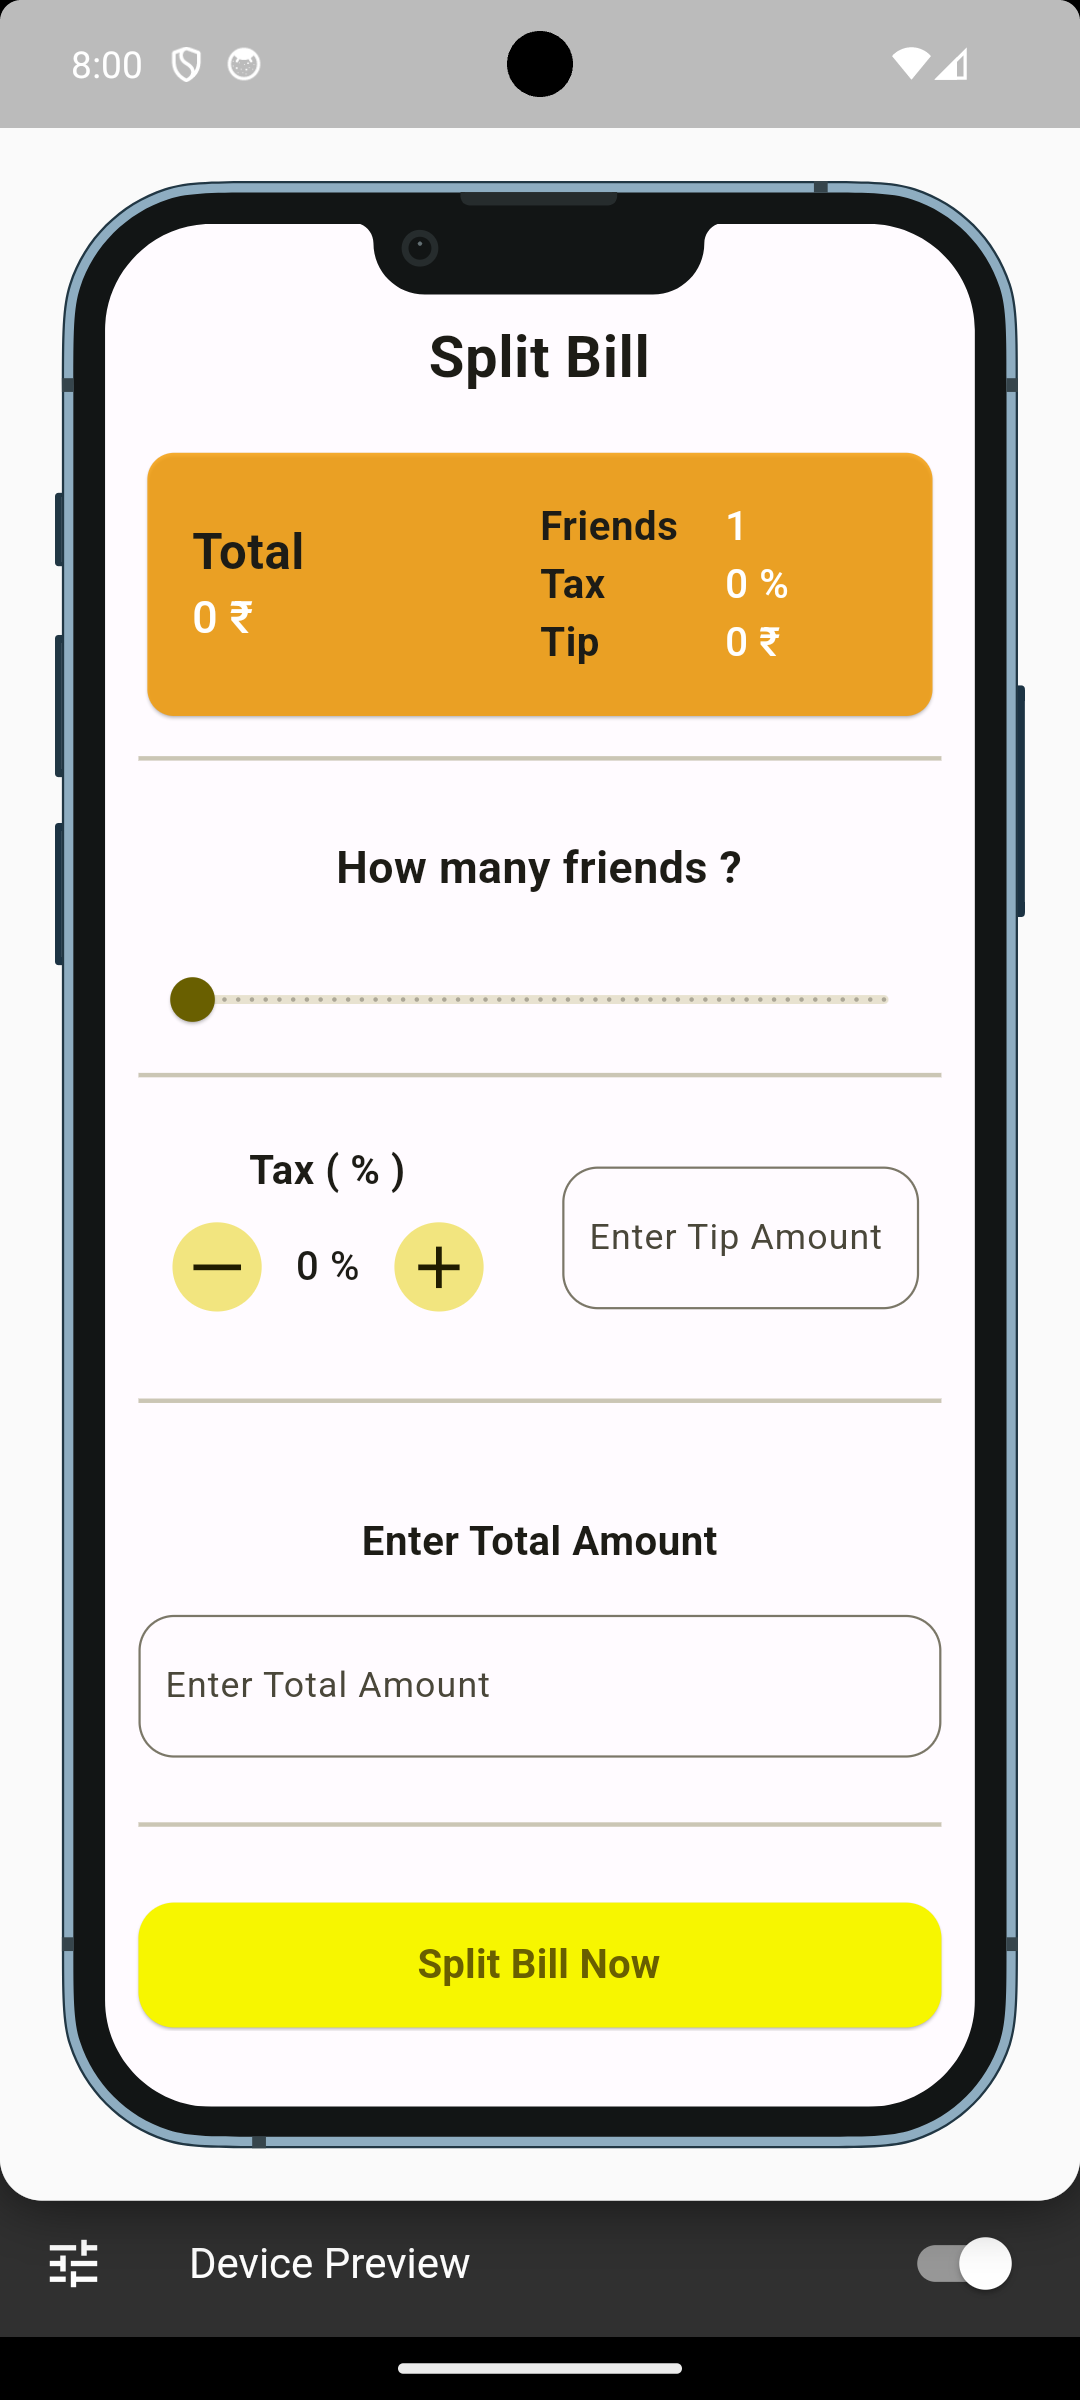 8:00
Split Bill
Total
0 ₹
Friends 1
Tax 0 %
Tip 0 ₹
How many friends ?
Tax ( % )
0 %
Enter Tip Amount
Enter Total Amount
Enter Total Amount
Split Bill Now
Device Preview